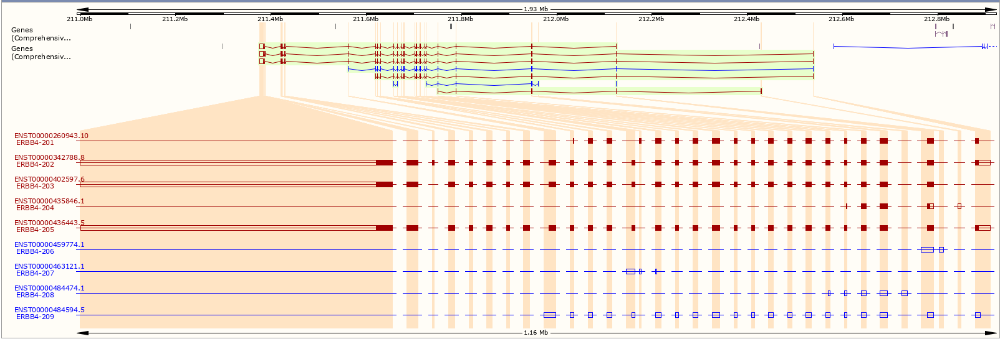 1.93 Mb
211.0Mb 211.2Mb 211.4Mb 211.6Mb 211.8Mb 212.0Mb 212.2Mb 212.4Mb 212.6Mb 212.8Mb
Genes
(Comprehensiv...
Genes
(Comprehensiv...
ENST00000260943.10
ERBB4-201
ENST00000342788.8
ERBB4-202
ENST00000402597.6
ERBB4-203
ENST00000435846.1
ERBB4-204
ENST00000436443.5
ERBB4-205
ENST00000459774.1
ERBB4-206
ENST00000463121.1
ERBB4-207
ENST00000484474.1
ERBB4-208
ENST00000484594.5
ERBB4-209
1.16 Mb